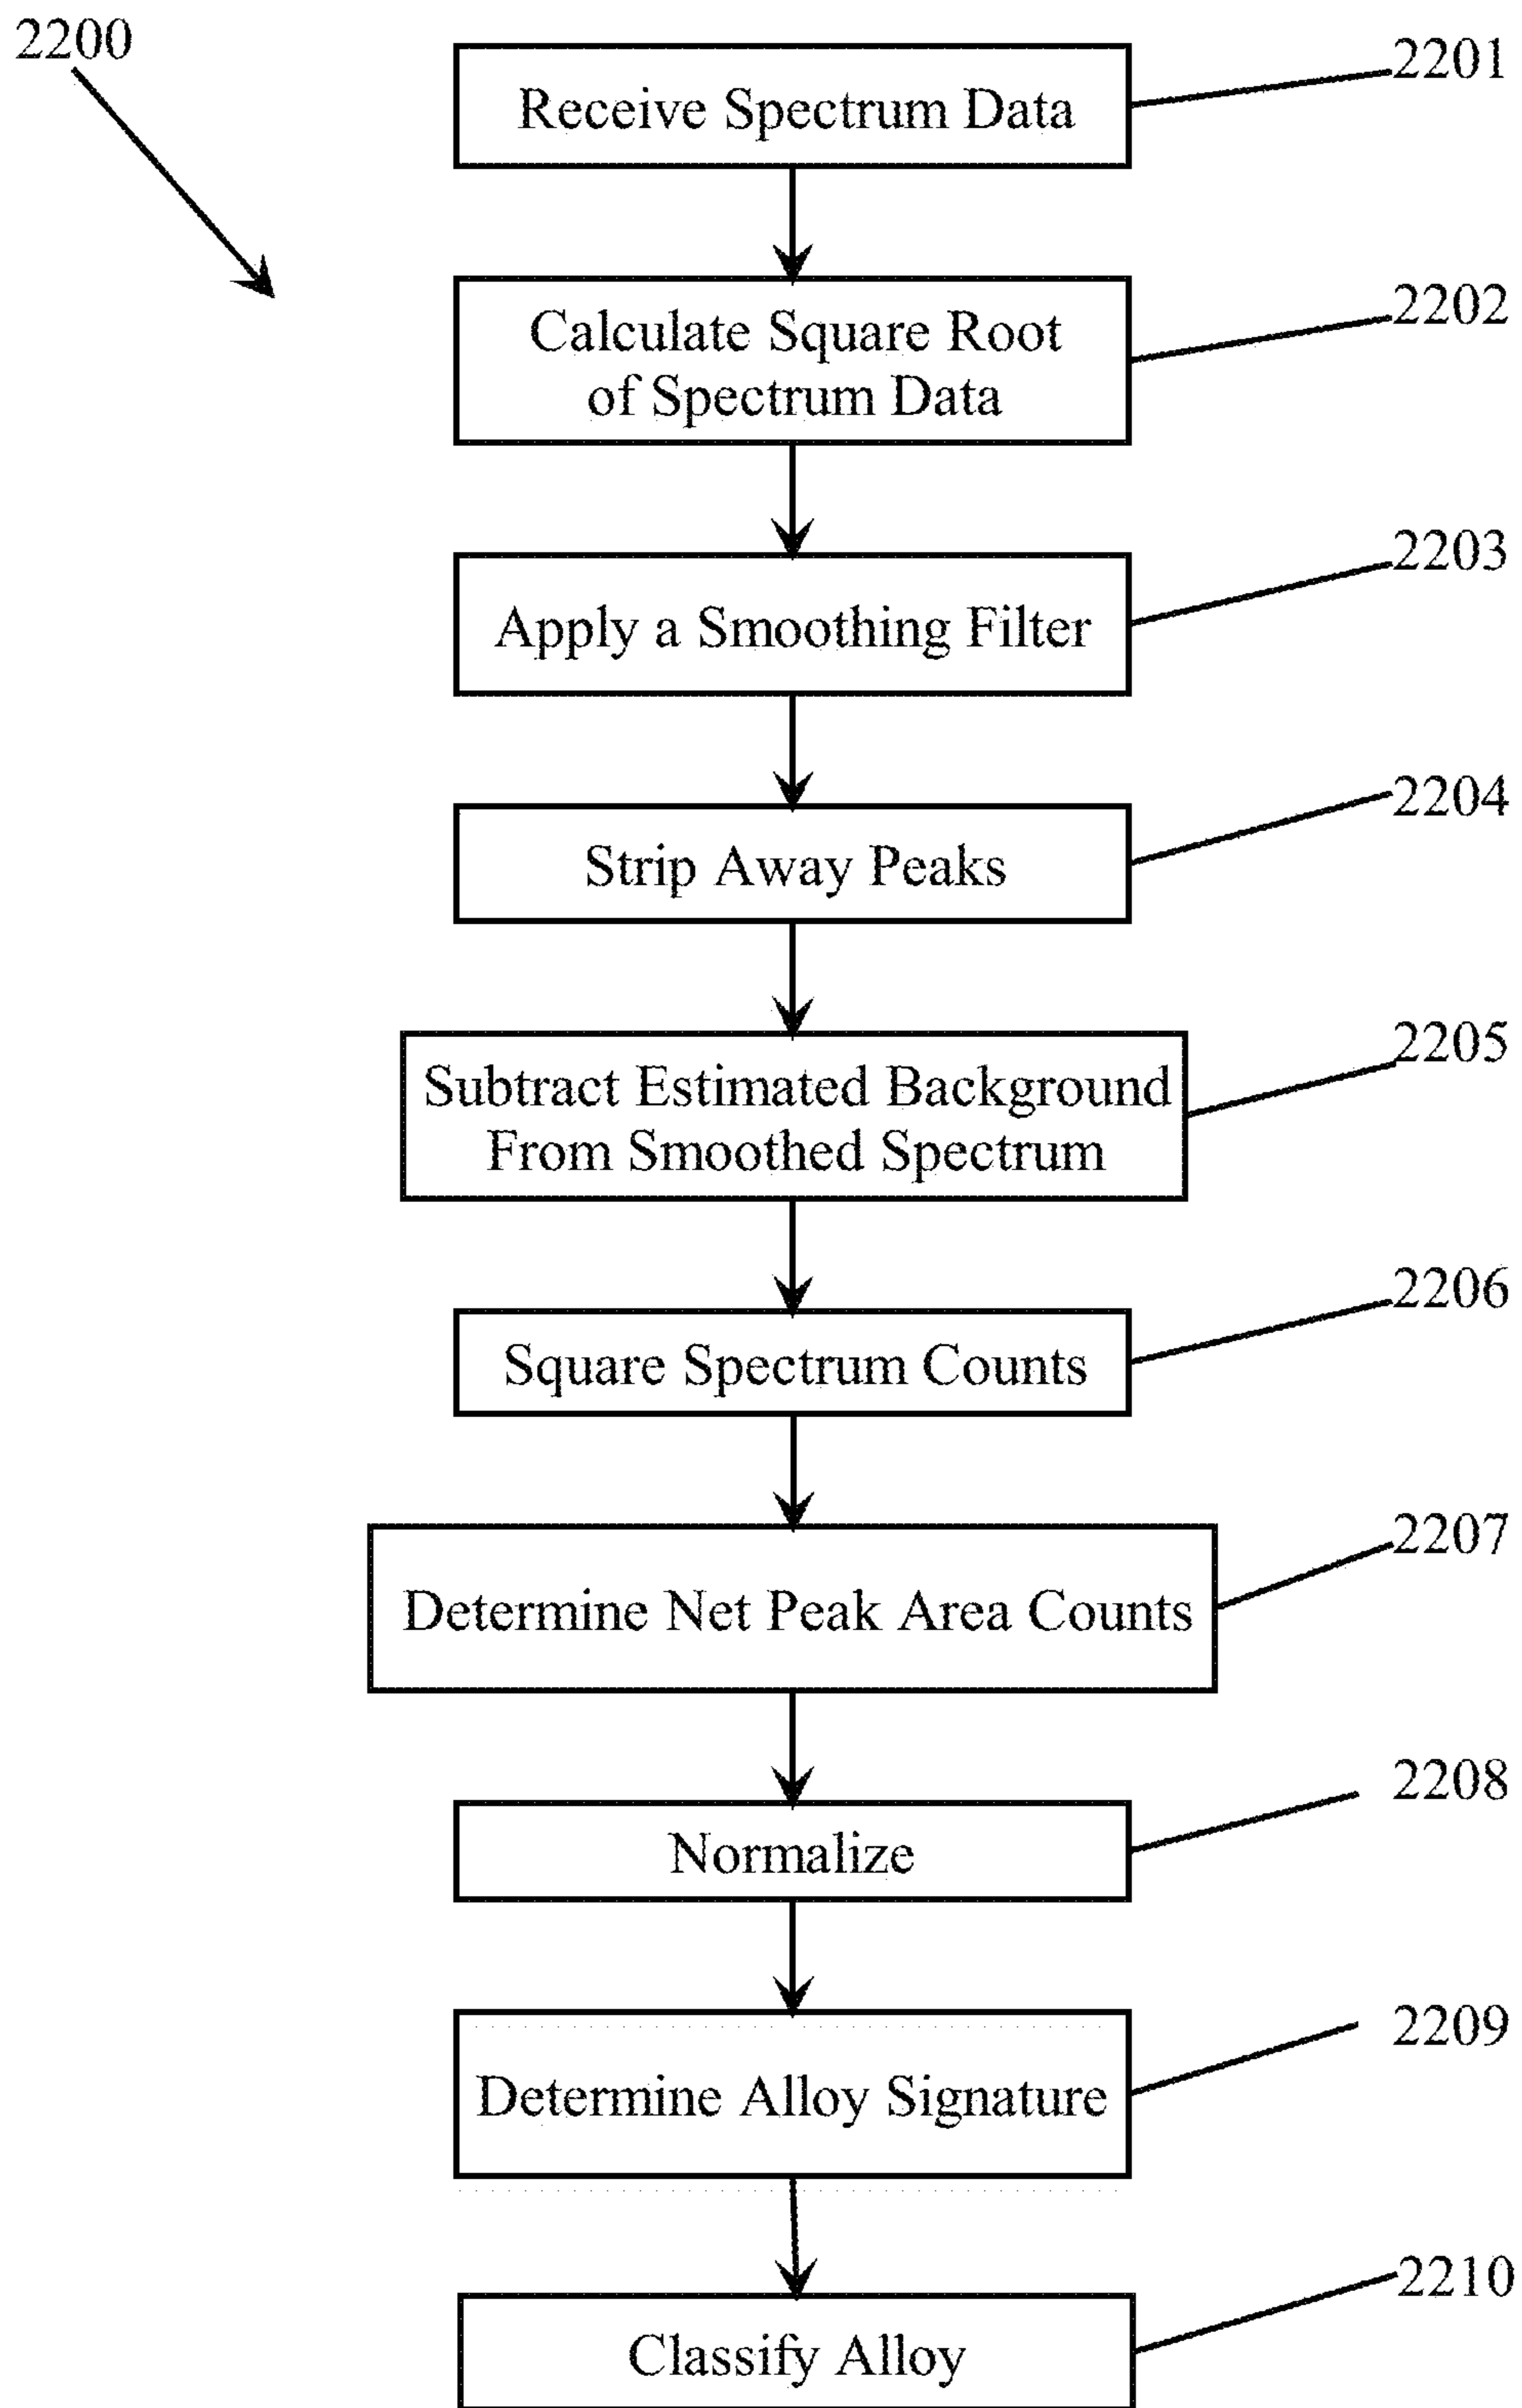 2200
Receive Spectrum Data
2201
Calculate Square Root
of Spectrum Data
2202
Apply a Smoothing Filter
2203
Strip Away Peaks
2204
Subtract Estimated Background
From Smoothed Spectrum
2205
Square Spectrum Counts
2206
Determine Net Peak Area Counts
2207
Normalize
2208
Determine Alloy Signature
2209
Classify Alloy
2210